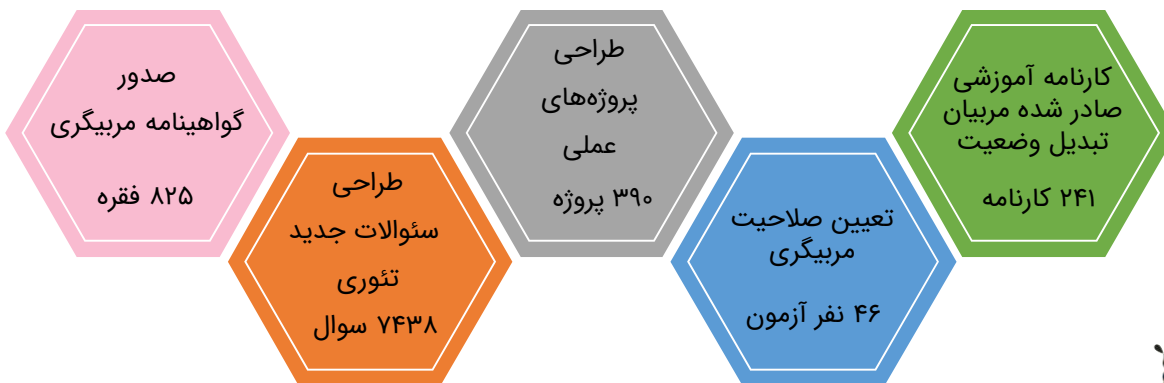 کارنامه آموزشی
صادر شده مربیان
تبدیل وضعیت
۲۴۱ کارنامه
تعیین صلاحیت
مربیگری
۴۶ نفر آزمون
طراحی
پروژه‌های
عملی
۳۹۰ پروژه
طراحی
سئوالات جدید
تئوری
۷۴۳۸ سوال
صدور
گواهینامه مربیگری
۸۲۵ فقره